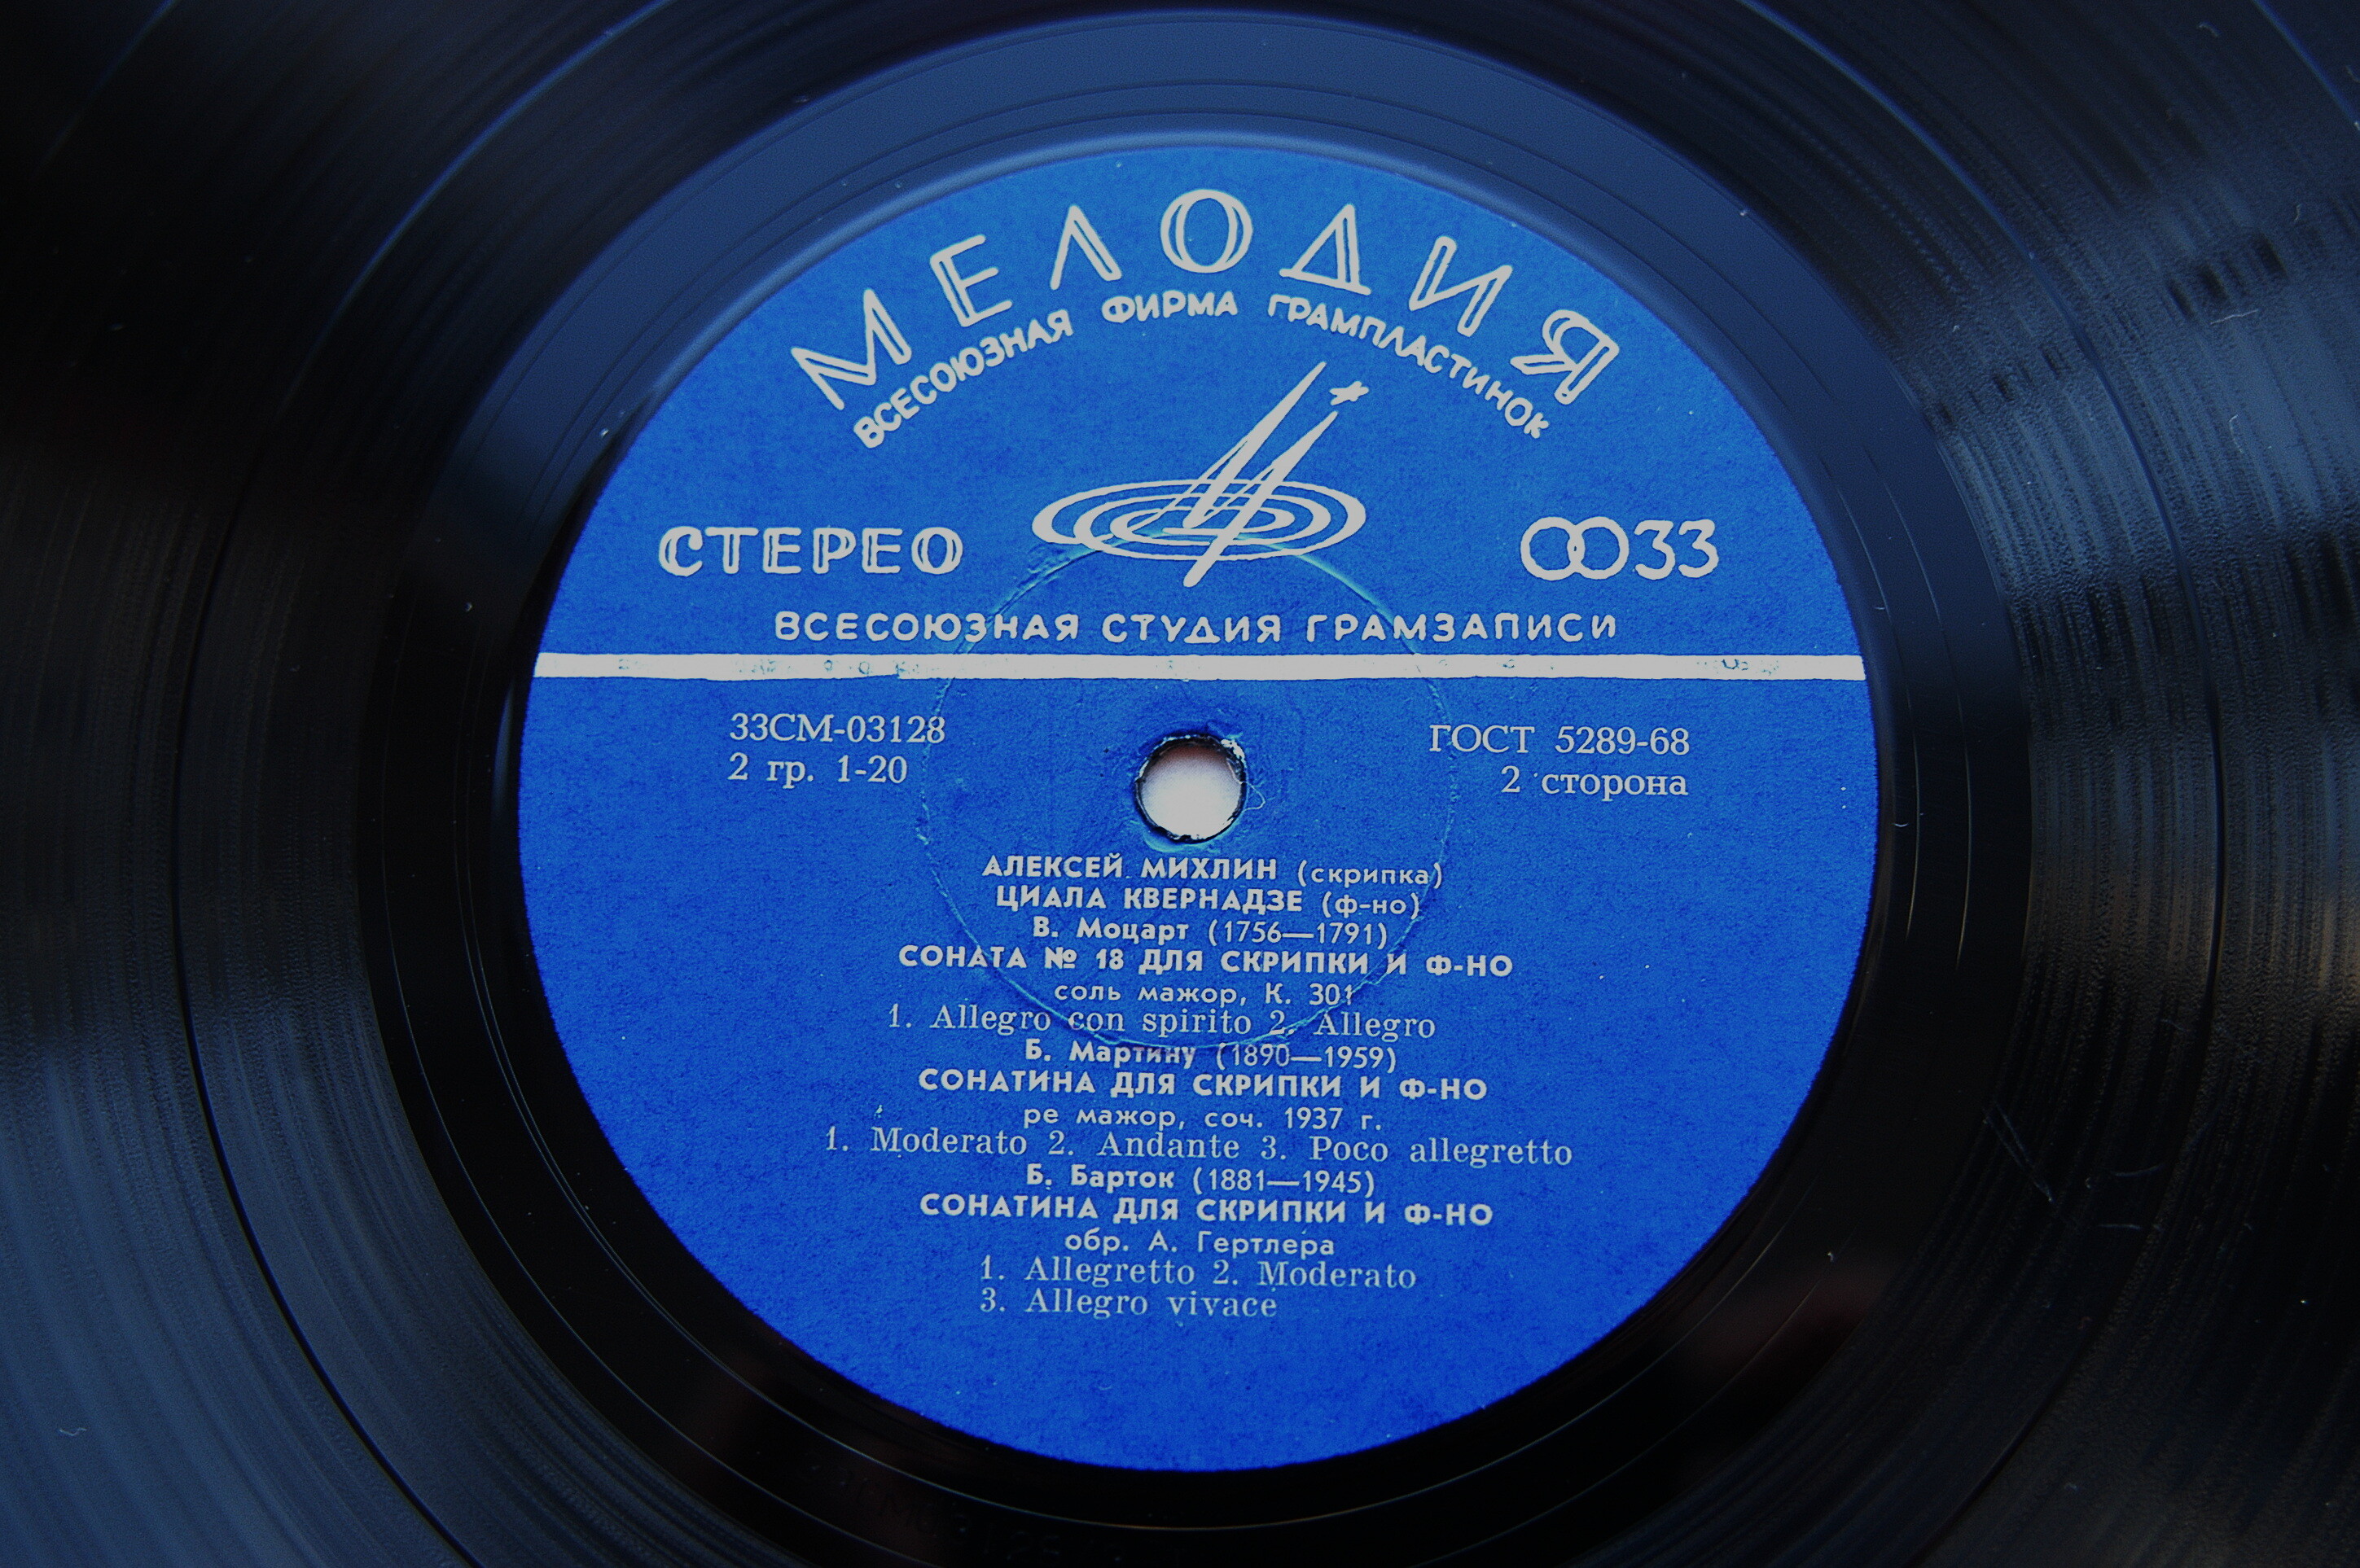 МЕЛОДИЯ
ВСЕСОЮЗНАЯ ФИРМА ГРАМПЛАСТИНОК
СТЕРЕО
33
ВСЕСОЮЗНАЯ СТУДИЯ ГРАМЗАПИСИ
33СМ-03128
ГОСТ 5289-68
2 гр. 1-20
2 сторона
АЛЕКСЕЙ МИХЛИН (скрипка)
ЦИАЛА КВЕРНАДЗЕ (ф-но)
В. Моцарт (1756—1791)
СОНАТА № 18 ДЛЯ СКРИПКИ И Ф-НО
соль мажор, К. 301
1. Allegro con spirito 2. Allegro
Б. Мартину (1890—1959)
СОНАТИНА ДЛЯ СКРИПКИ И Ф-НО
ре мажор, соч. 1937 г.
1. Moderato 2. Andante 3. Poco allegretto
Б. Барток (1881—1945)
СОНАТИНА ДЛЯ СКРИПКИ И Ф-НО
обр. А. Гертлера
1. Allegretto 2. Moderato
3. Allegro vivace